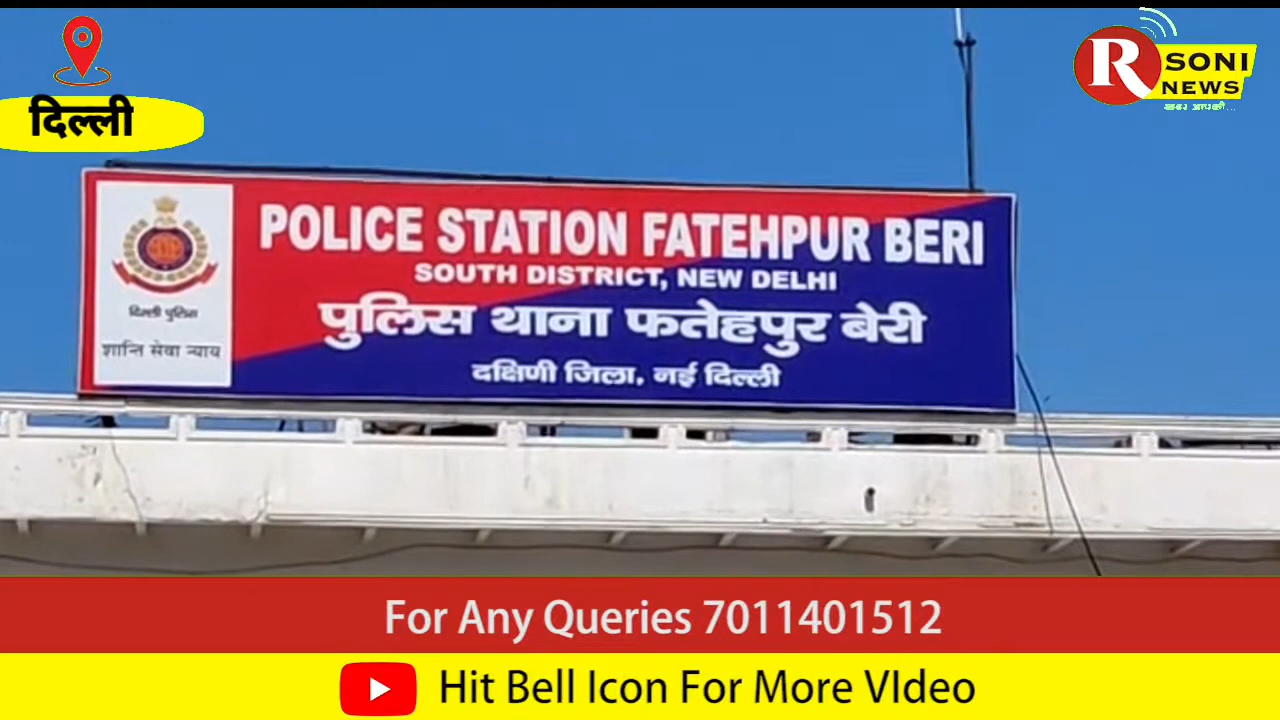 दिल्ली
R SONI
NEWS
खबर आपकी...
POLICE STATION FATEHPUR BERI
SOUTH DISTRICT, NEW DELHI
पुलिस थाना फतेहपुर बेरी
दक्षिणी जिला, नई दिल्ली
दिल्ली पुलिस
शान्ति सेवा न्याय
For Any Queries 7011401512
Hit Bell Icon For More VIdeo